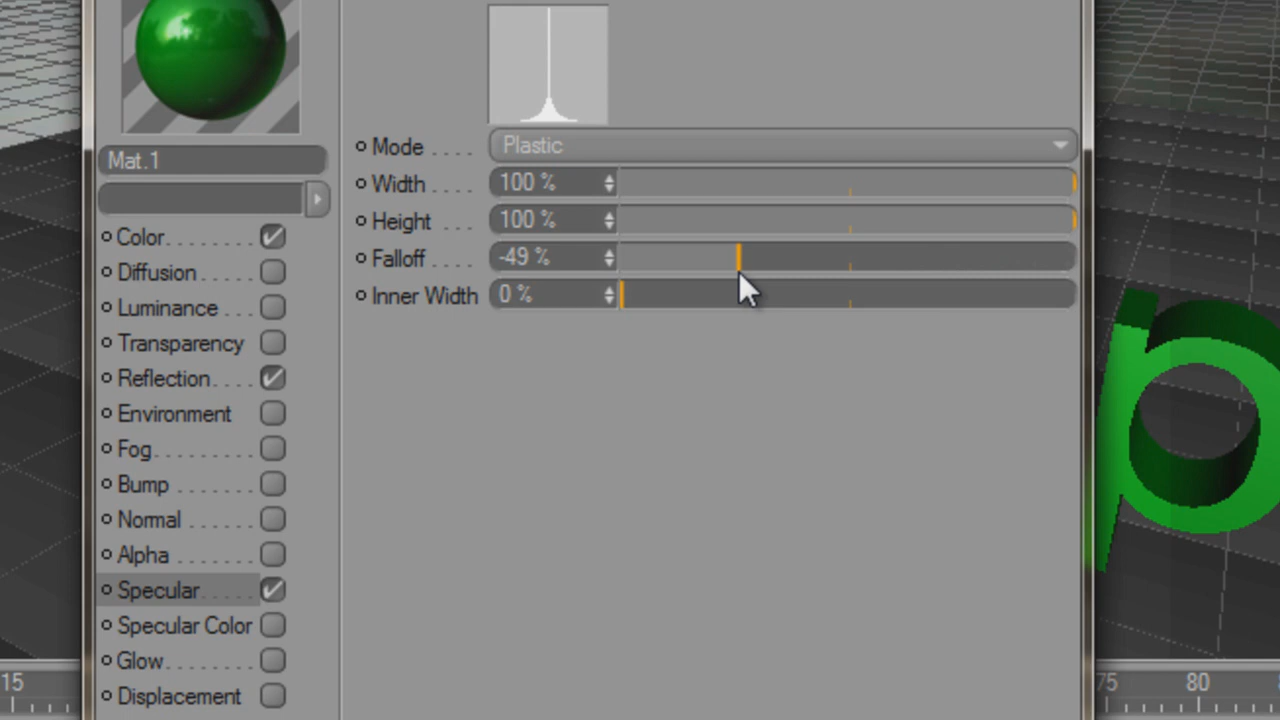 Mat.1
Color
Diffusion
Luminance
Transparency
Reflection
Environment
Fog
Bump
Normal
Alpha
Specular
Specular Color
Glow
Displacement
Mode Plastic
Width 100 %
Height 100 %
Falloff -49 %
Inner Width 0 %
15
75 80